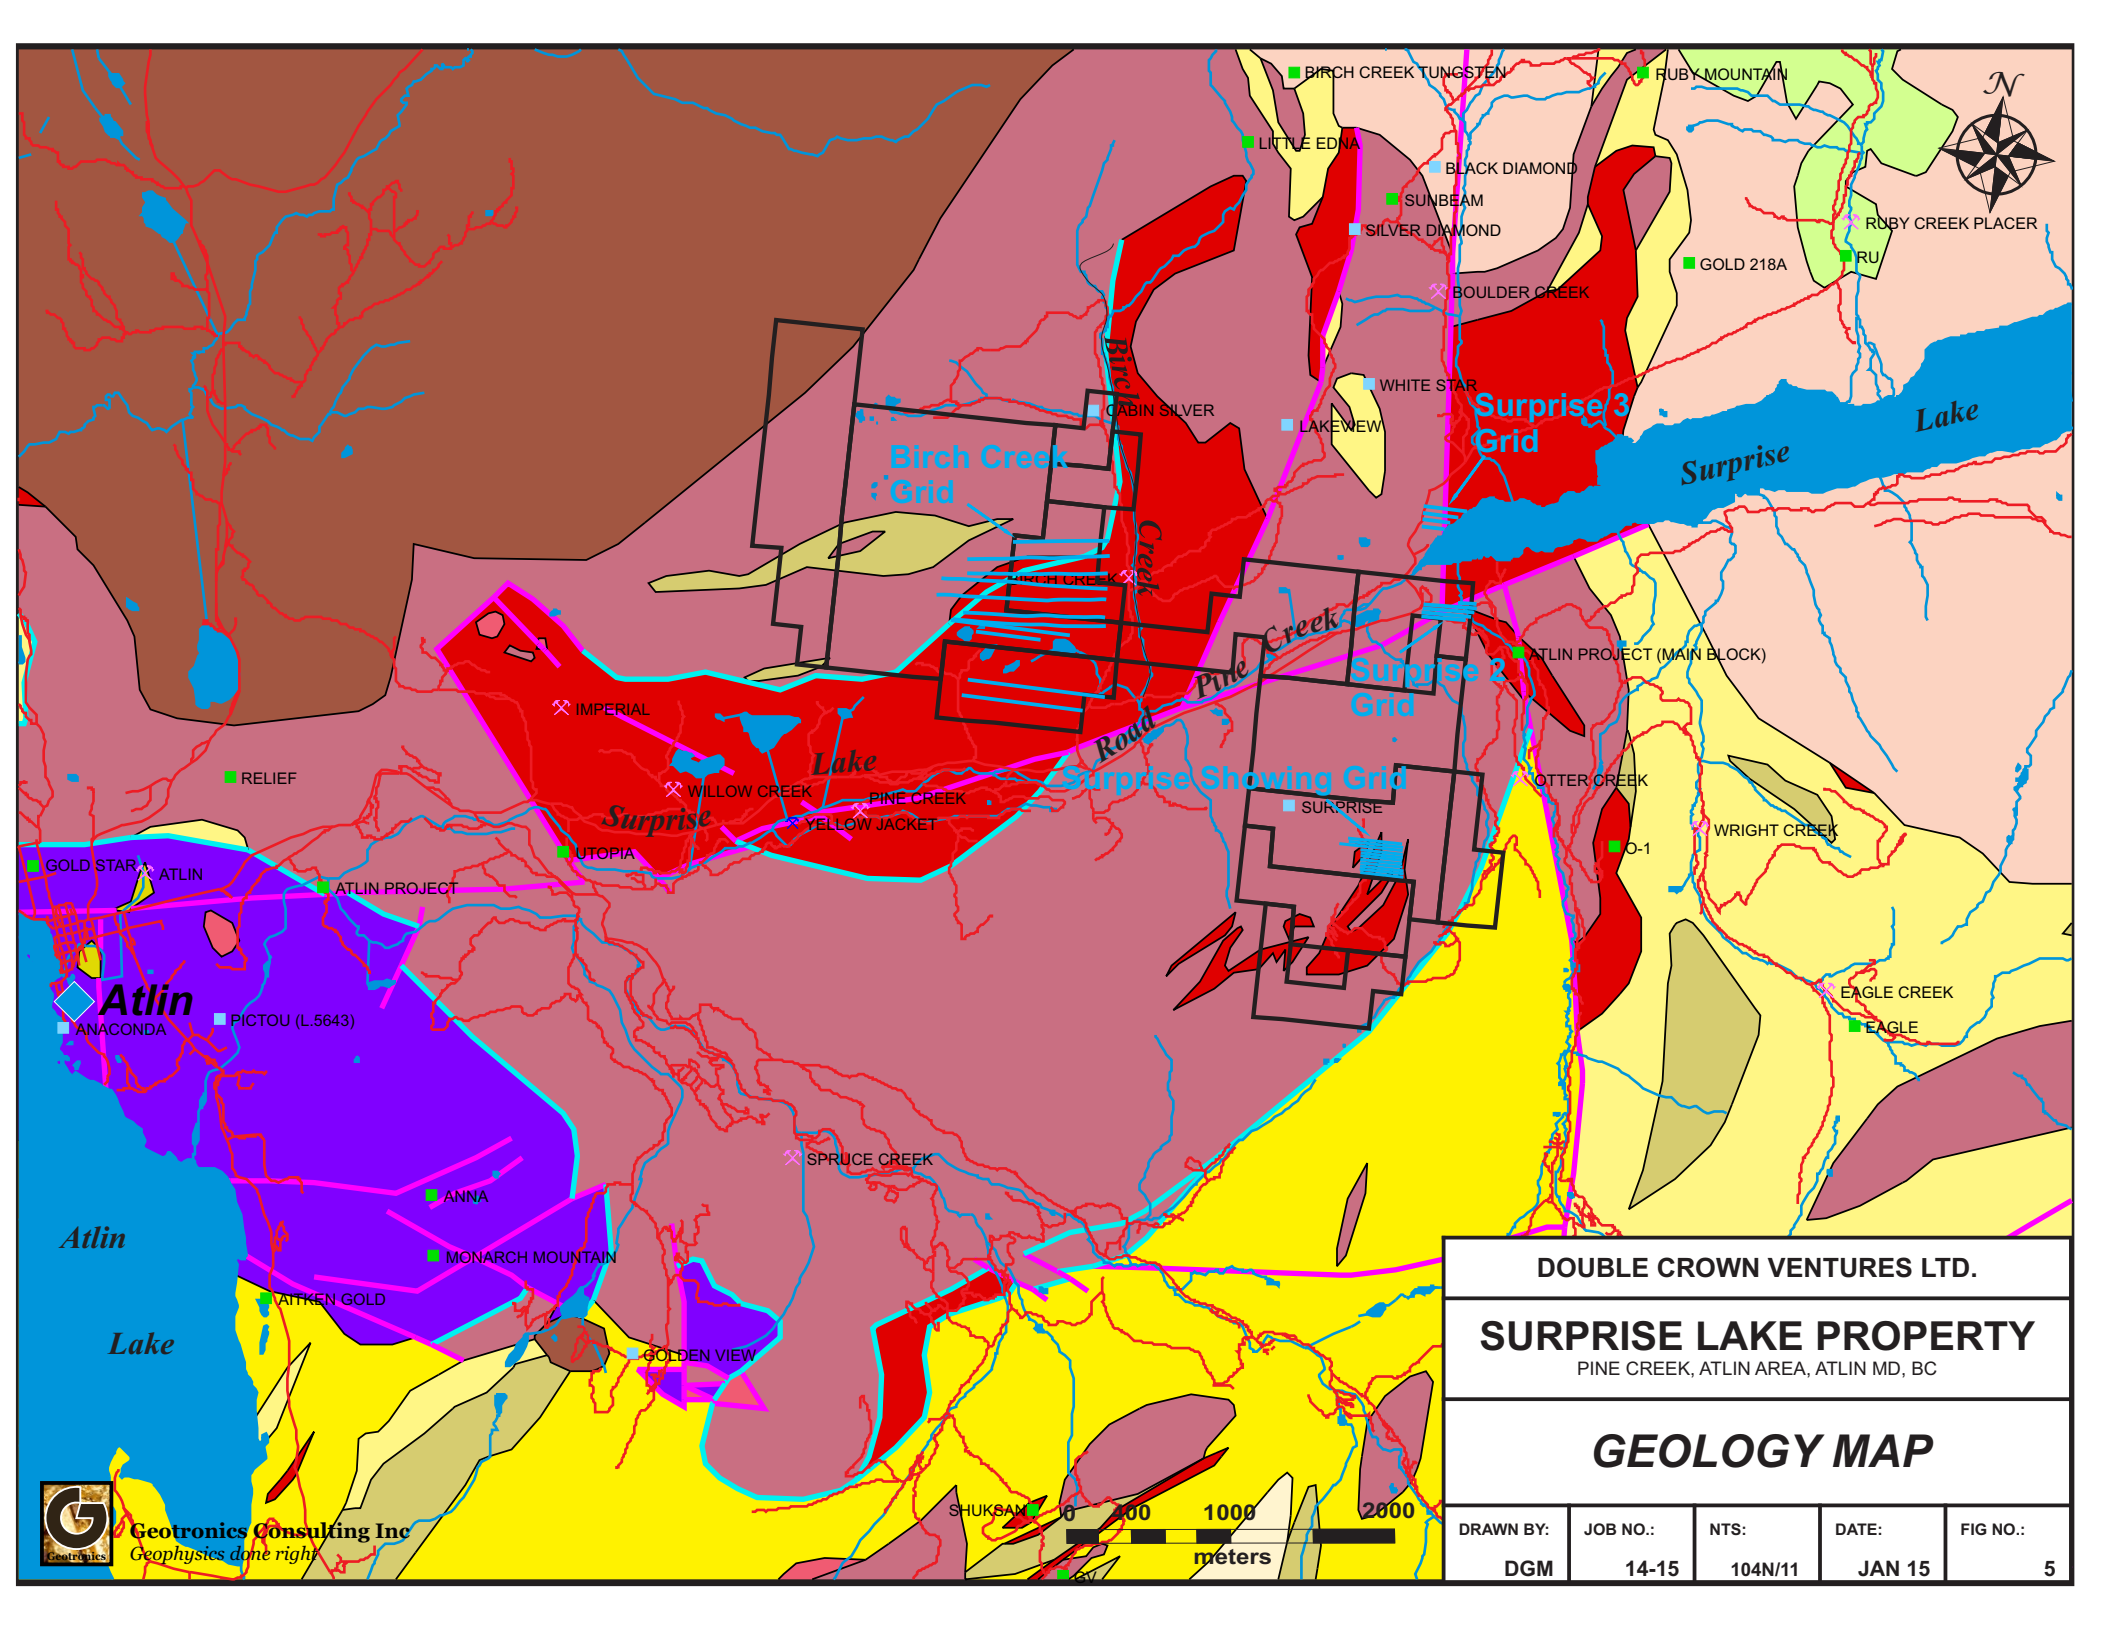 N
BIRCH CREEK TUNGSTEN
RUBY MOUNTAIN
LITTLE EDNA
BLACK DIAMOND
SUNBEAM
SILVER DIAMOND
RUBY CREEK PLACER
RU
GOLD 218A
BOULDER CREEK
Birch
Creek
WHITE STAR
CABIN SILVER
LAKEVIEW
Surprise 3
Grid
Surprise
Lake
Birch Creek
Grid
BIRCH CREEK
Pine
Creek
ATLIN PROJECT (MAIN BLOCK)
Surprise 2
Grid
IMPERIAL
Surprise
Lake
Road
RELIEF
Surprise Showing Grid
OTTER CREEK
WILLOW CREEK
PINE CREEK
SURPRISE
YELLOW JACKET
WRIGHT CREEK
UTOPIA
O-1
GOLD STAR
ATLIN
ATLIN PROJECT
Atlin
ANACONDA
PICTOU (L.5643)
EAGLE CREEK
EAGLE
SPRUCE CREEK
ANNA
Atlin
Lake
MONARCH MOUNTAIN
AITKEN GOLD
GOLDEN VIEW
SHUKSAN
GV
0 400 1000 2000
meters
Geotronics
Geotronics Consulting Inc
Geophysics done right
DOUBLE CROWN VENTURES LTD.
SURPRISE LAKE PROPERTY
PINE CREEK, ATLIN AREA, ATLIN MD, BC
GEOLOGY MAP
DRAWN BY: JOB NO.: NTS: DATE: FIG NO.:
DGM 14-15 104N/11 JAN 15 5